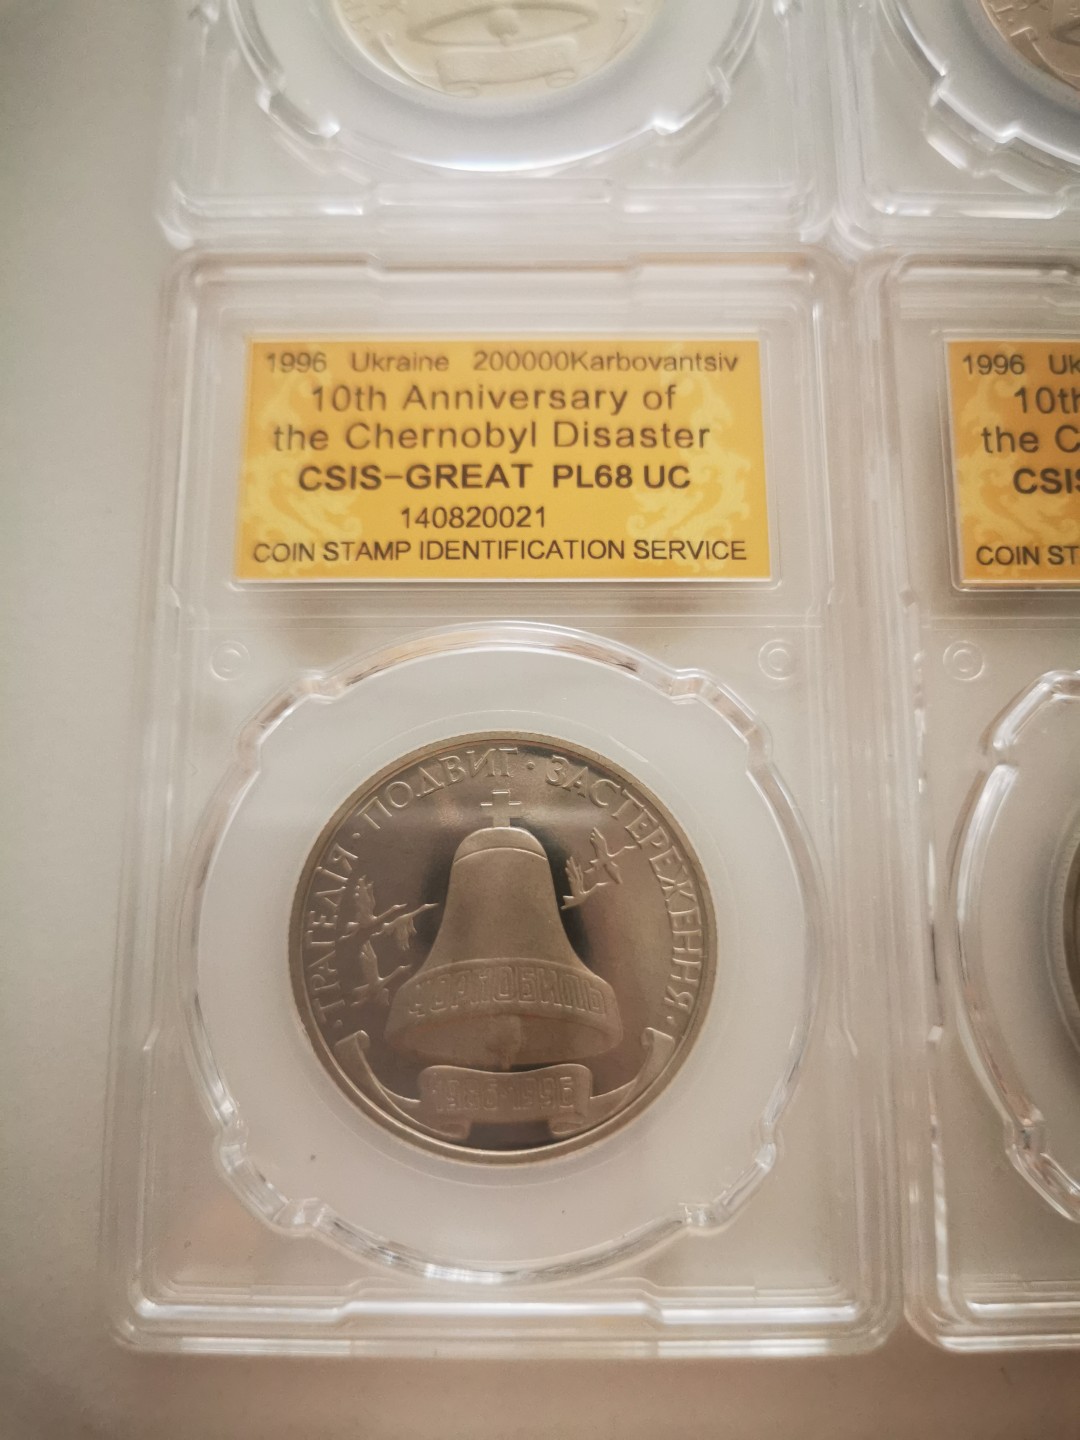 1996 Ukraine 200000Karbovantsiv
10th Anniversary of
the Chernobyl Disaster
CSIS-GREAT PL68 UC
140820021
COIN STAMP IDENTIFICATION SERVICE
1996 Uk
10th
the C
CSIS
COIN ST
©
©
©
· ТРАГЕДІЯ · ПОДВИГ · ЗАСТЕРЕЖЕННЯ ·
ЧОРНОБИЛЬ
1986·1996